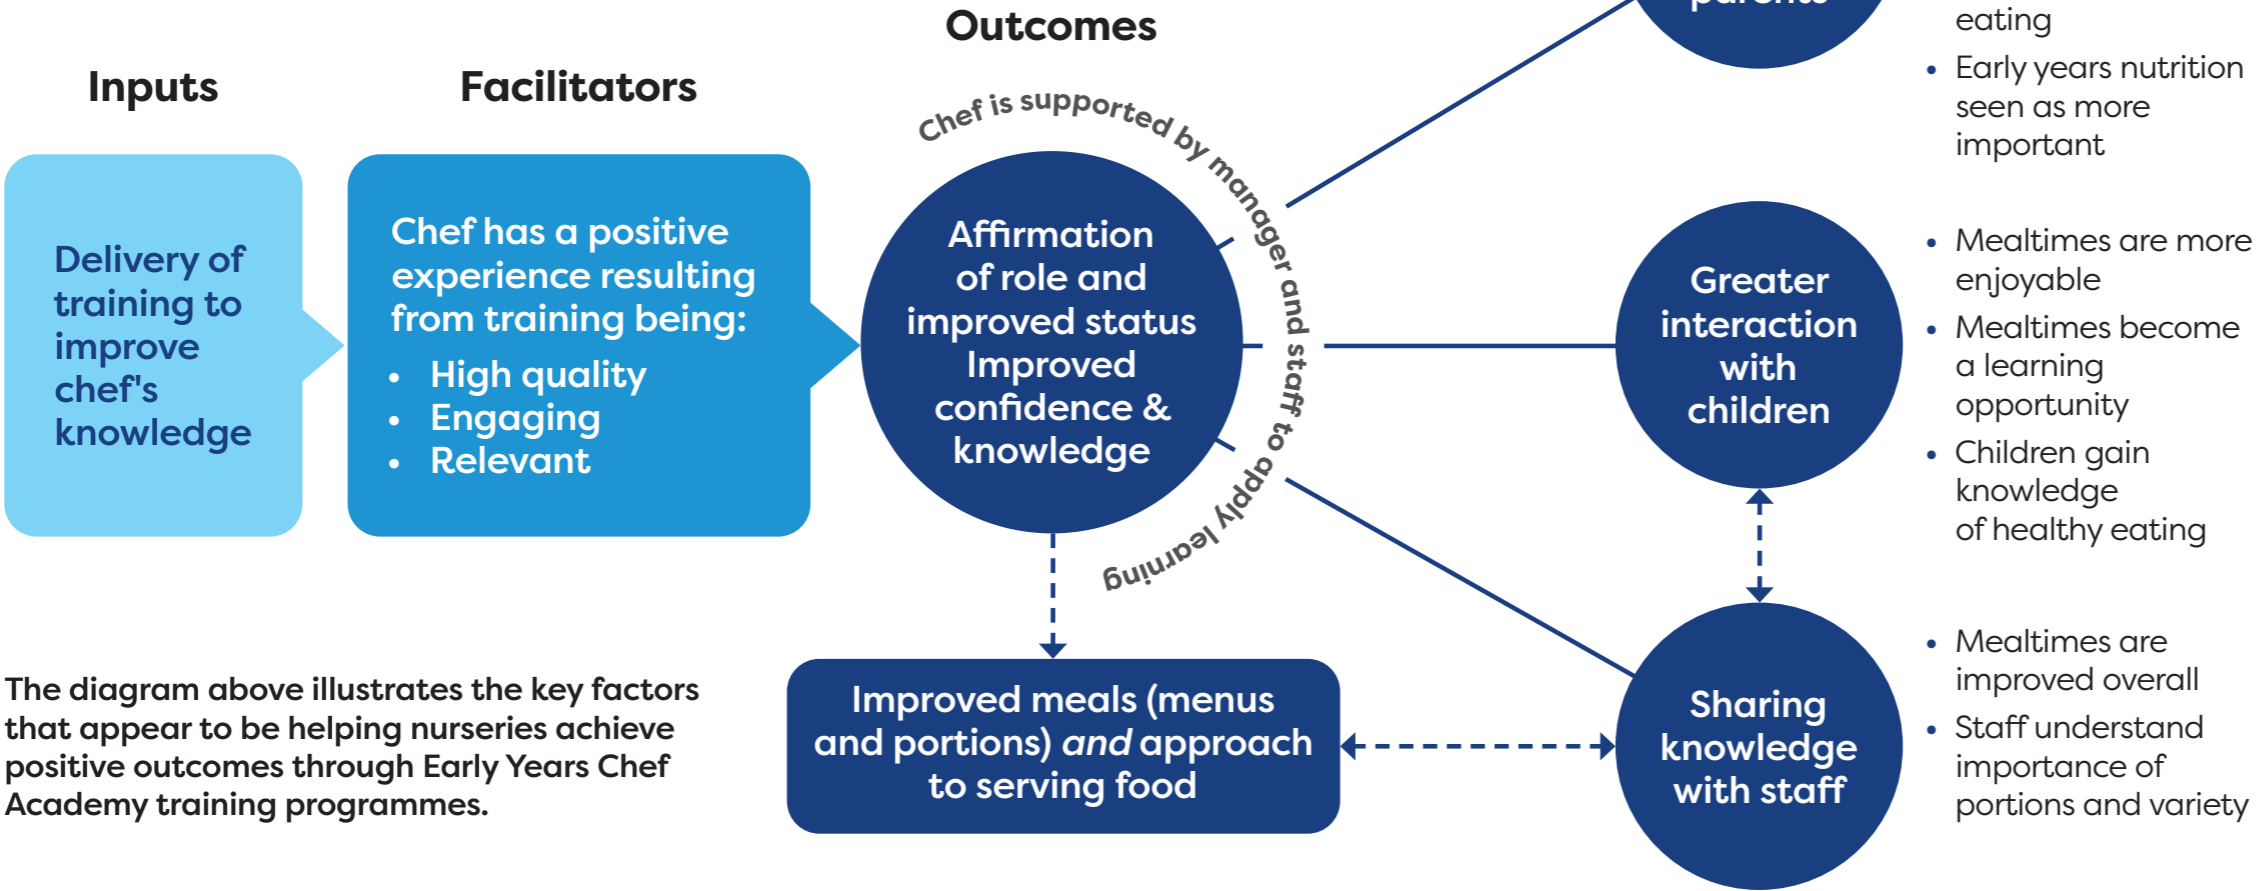 Outcomes
Inputs
Facilitators
Delivery of
training to
improve
chef's
knowledge
Chef has a positive
experience resulting
from training being:
• High quality
• Engaging
• Relevant
Chef is supported by manager and staff to apply learning
Affirmation
of role and
improved status
Improved
confidence &
knowledge
Improved meals (menus
and portions) and approach
to serving food
parents
eating
• Early years nutrition
seen as more
important
Greater
interaction
with
children
• Mealtimes are more
enjoyable
• Mealtimes become
a learning
opportunity
• Children gain
knowledge
of healthy eating
Sharing
knowledge
with staff
• Mealtimes are
improved overall
• Staff understand
importance of
portions and variety
The diagram above illustrates the key factors
that appear to be helping nurseries achieve
positive outcomes through Early Years Chef
Academy training programmes.